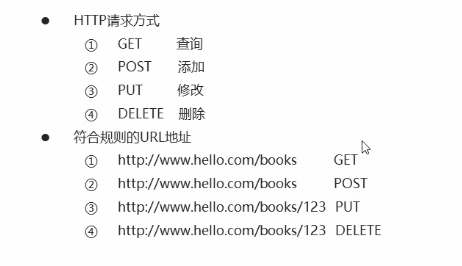 ● HTTP请求方式
① GET 查询
② POST 添加
③ PUT 修改
④ DELETE 删除
● 符合规则的URL地址
① http://www.hello.com/books GET
② http://www.hello.com/books POST
③ http://www.hello.com/books/123 PUT
④ http://www.hello.com/books/123 DELETE